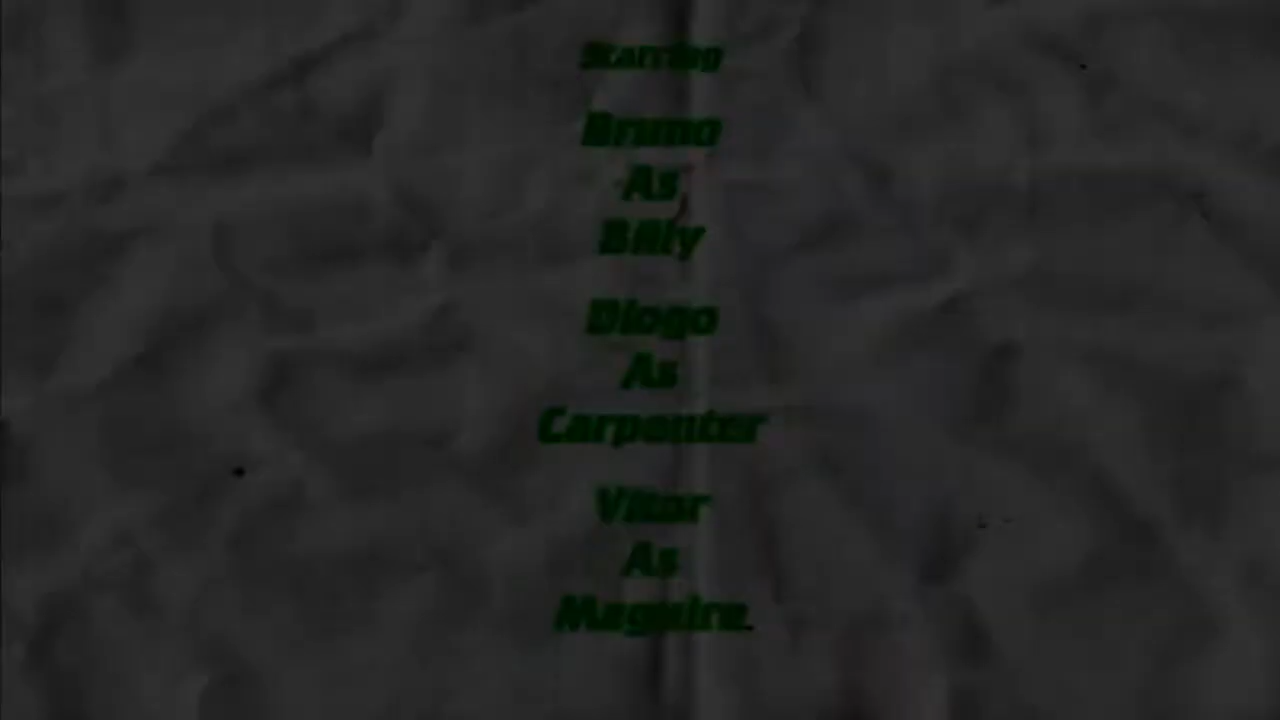 Starring
Bruno
As
Billy
Diogo
As
Carpenter
Vitor
As
Maguire